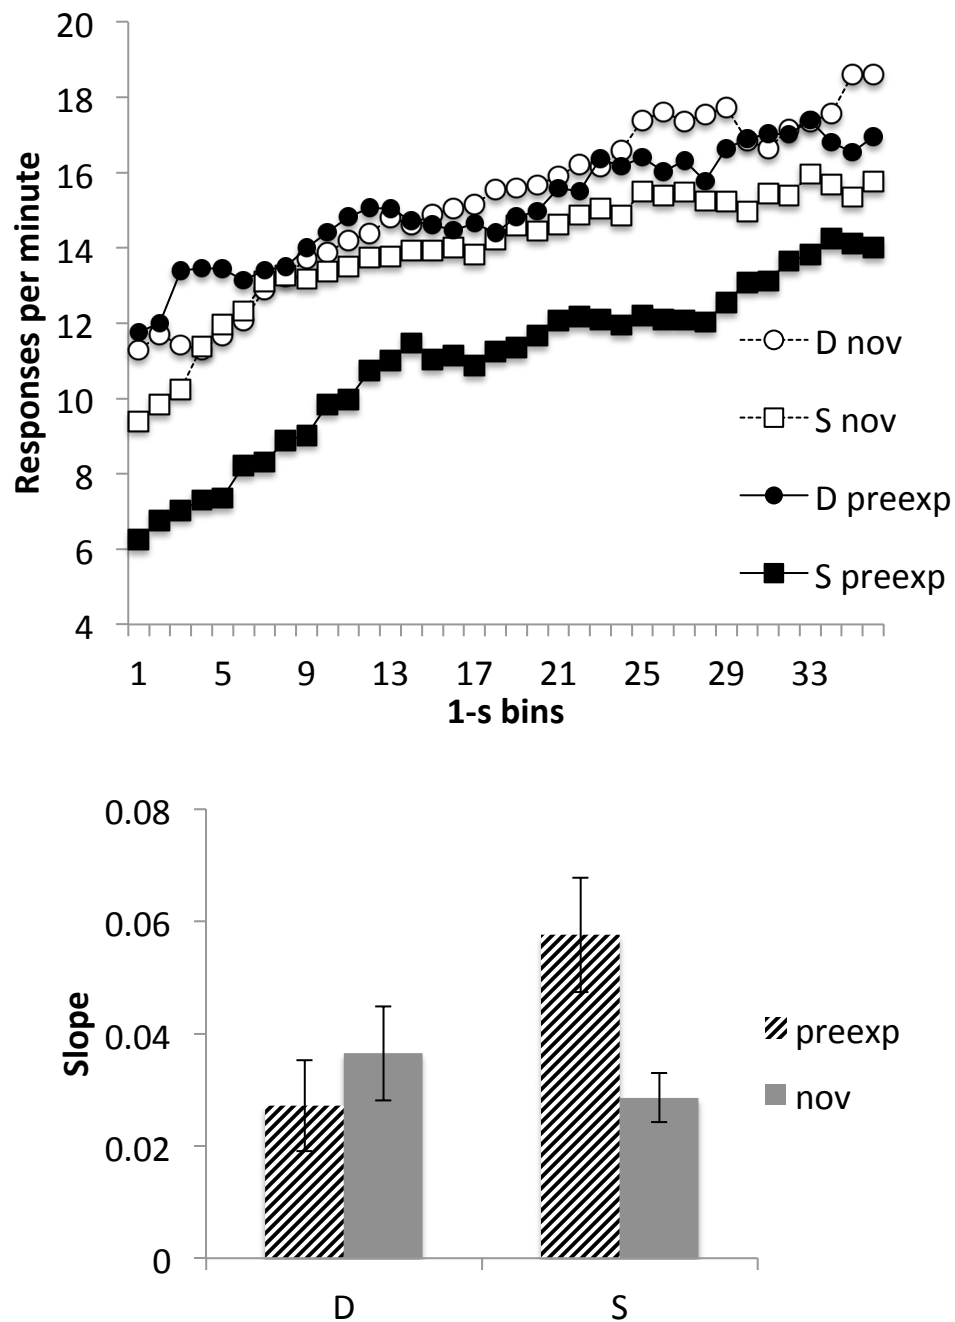 20
18
16
14
12
10
8
6
4
Responses per minute
1 5 9 13 17 21 25 29 33
1-s bins
D nov
S nov
D preexp
S preexp
0.08
0.06
0.04
0.02
0
Slope
D S
preexp
nov